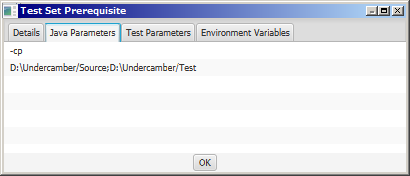 Test Set Prerequisite
Details Java Parameters Test Parameters Environment Variables
-cp
D:\Undercamber/Source;D:\Undercamber/Test
OK